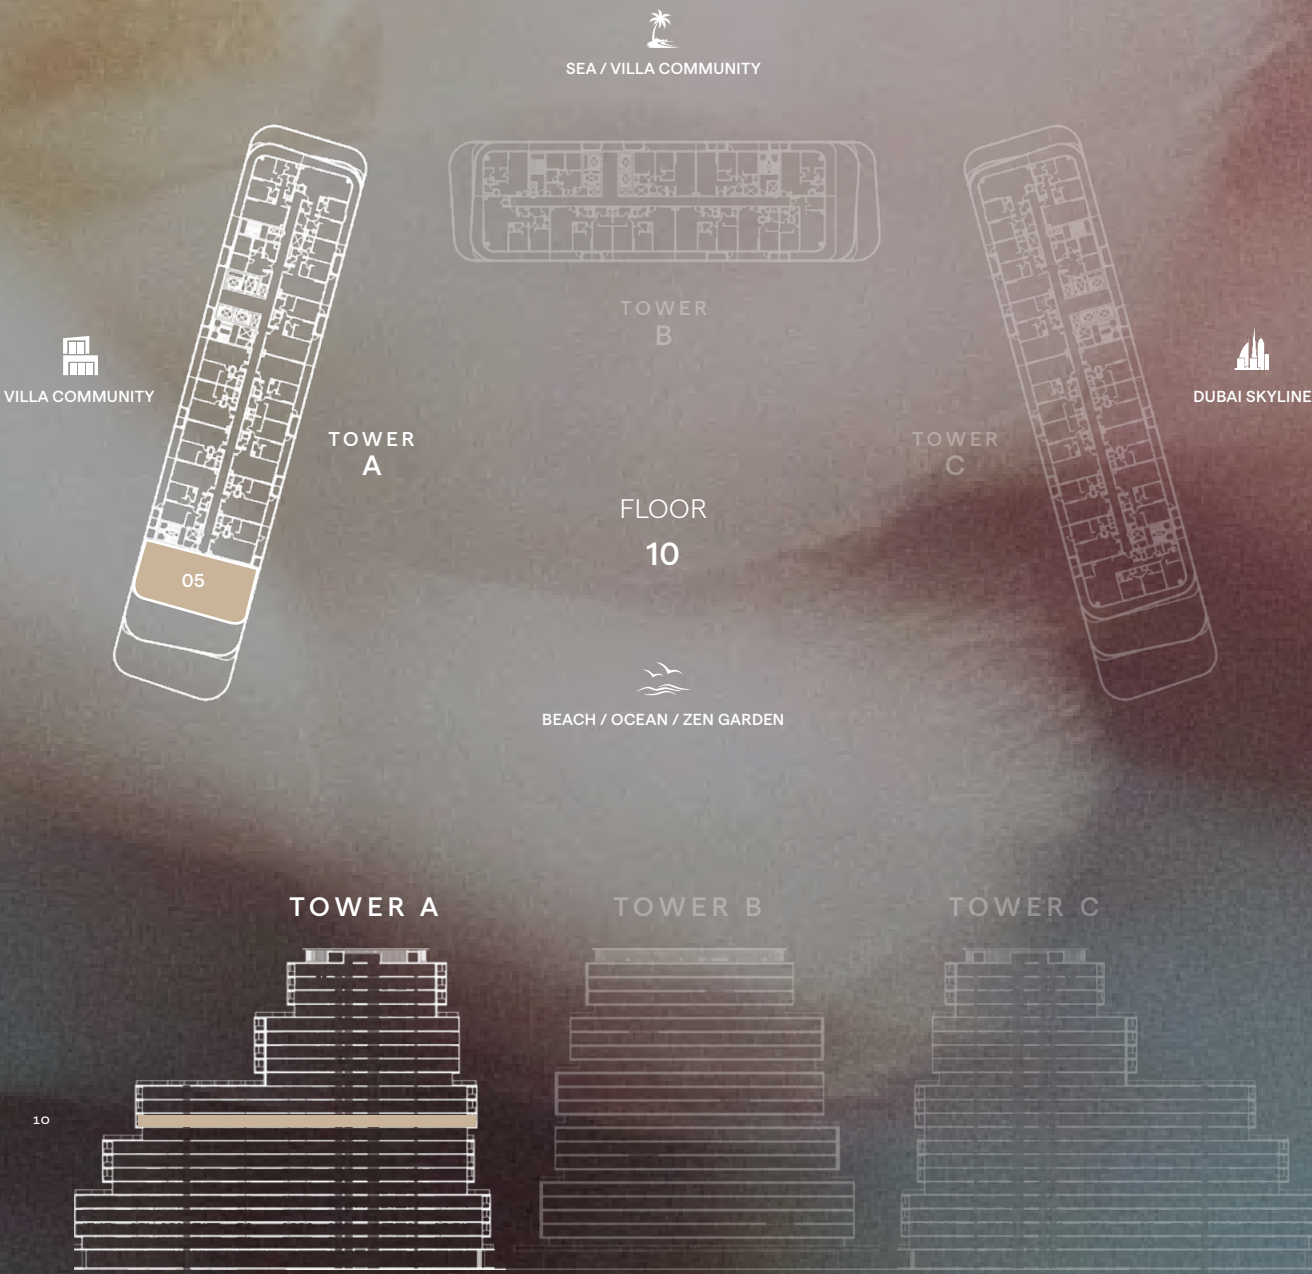 SEA / VILLA COMMUNITY
TOWER
B
VILLA COMMUNITY
DUBAI SKYLINE
TOWER
A
TOWER
C
FLOOR
10
05
BEACH / OCEAN / ZEN GARDEN
TOWER A
TOWER B
TOWER C
10